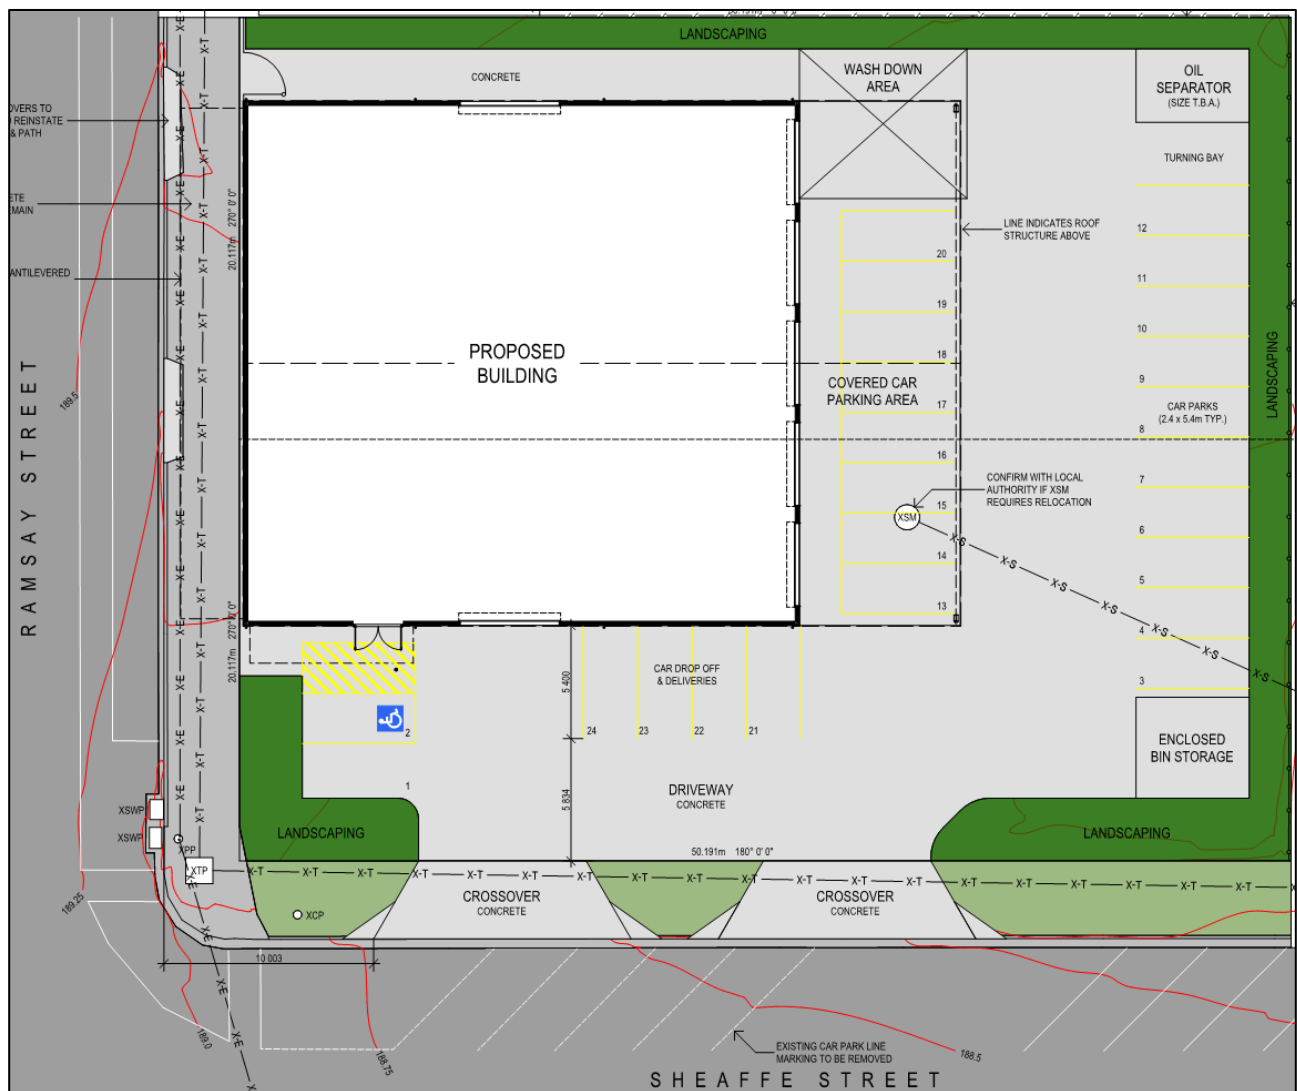 LANDSCAPING
CONCRETE
WASH DOWN
AREA
OIL
SEPARATOR
(SIZE T.B.A.)
TURNING BAY
OVERS TO
REINSTATE
& PATH
ETE
EMAIN
ANTILEVERED
20.117m 270° 0' 0"
LINE INDICATES ROOF
STRUCTURE ABOVE
12
11
10
9
CAR PARKS
(2.4 x 5.4m TYP.)
8
7
6
5
4
3
20
19
18
17
16
15
14
13
PROPOSED
BUILDING
COVERED CAR
PARKING AREA
CONFIRM WITH LOCAL
AUTHORITY IF XSM
REQUIRES RELOCATION
XSM
X-S
X-S
X-S
X-S
X-S
X-S
X-S
LANDSCAPING
RAMSAY STREET
189.5
20.117m 270° 0' 0"
X-E
X-T
CAR DROP OFF
& DELIVERIES
5 400
24
23
22
21
2
1
5 834
DRIVEWAY
CONCRETE
ENCLOSED
BIN STORAGE
LANDSCAPING
LANDSCAPING
50.191m 180° 0' 0"
XSWP
XSWP
XPP
XTP
XCP
X-T X-T X-T X-T X-T X-T X-T X-T X-T X-T X-T X-T X-T X-T X-T X-T X-T X-T X-T
CROSSOVER
CONCRETE
CROSSOVER
CONCRETE
10 003
189.25
189.0
188.75
188.5
EXISTING CAR PARK LINE
MARKING TO BE REMOVED
SHEAFFE STREET